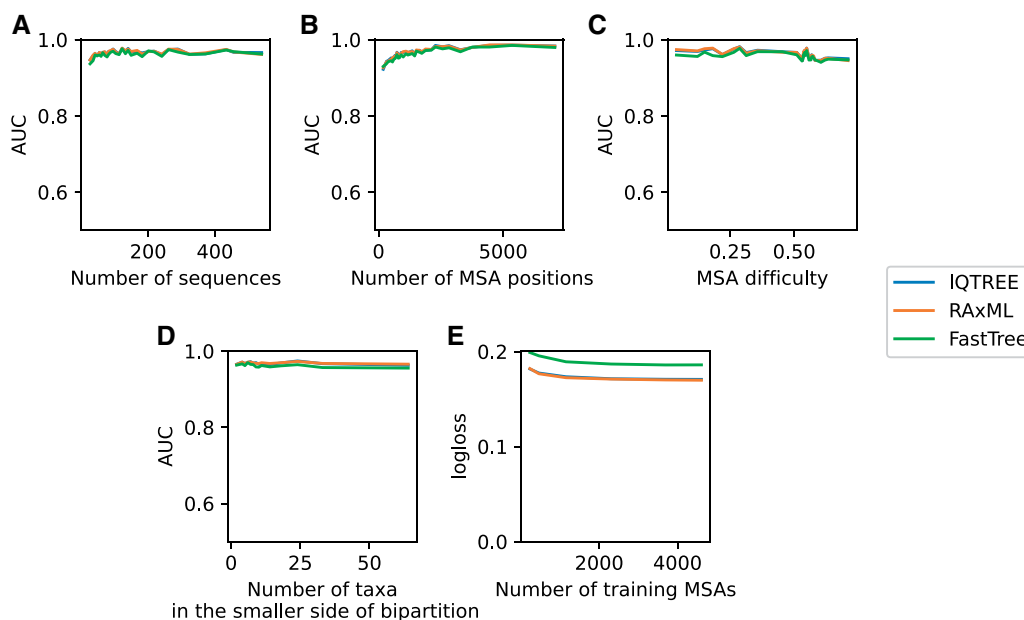 A
1.0
0.8
0.6
AUC
200
400
Number of sequences
B
1.0
0.8
0.6
AUC
0
5000
Number of MSA positions
C
1.0
0.8
0.6
AUC
0.25
0.50
MSA difficulty
IQTREE
RAxML
FastTree
D
1.0
0.8
0.6
AUC
0
25
50
Number of taxa
in the smaller side of bipartition
E
0.2
0.1
0.0
logloss
2000
4000
Number of training MSAs